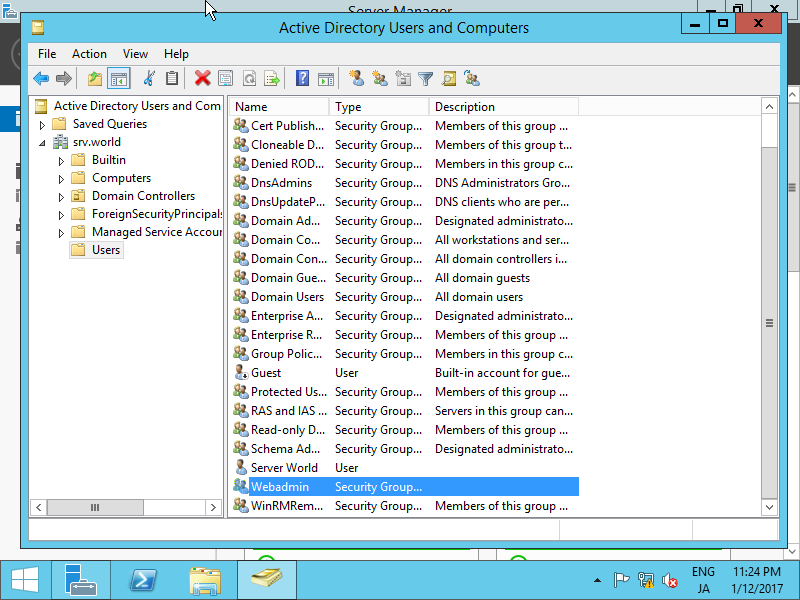 Server Manager
Active Directory Users and Computers
File Action View Help
Active Directory Users and Com
Saved Queries
srv.world
Builtin
Computers
Domain Controllers
ForeignSecurityPrincipals
Managed Service Accour
Users
Name Type Description
Cert Publish... Security Group... Members of this group ...
Cloneable D... Security Group... Members of this group t...
Denied ROD... Security Group... Members in this group c...
DnsAdmins Security Group... DNS Administrators Gro...
DnsUpdateP... Security Group... DNS clients who are per...
Domain Ad... Security Group... Designated administrato...
Domain Co... Security Group... All workstations and ser...
Domain Con... Security Group... All domain controllers i...
Domain Gue... Security Group... All domain guests
Domain Users Security Group... All domain users
Enterprise A... Security Group... Designated administrato...
Enterprise R... Security Group... Members of this group ...
Group Polic... Security Group... Members in this group c...
Guest User Built-in account for gue...
Protected Us... Security Group... Members of this group ...
RAS and IAS ... Security Group... Servers in this group can...
Read-only D... Security Group... Members of this group ...
Schema Ad... Security Group... Designated administrato...
Server World User
Webadmin Security Group...
WinRMRem... Security Group... Members of this group ...
ENG 11:24 PM
JA 1/12/2017